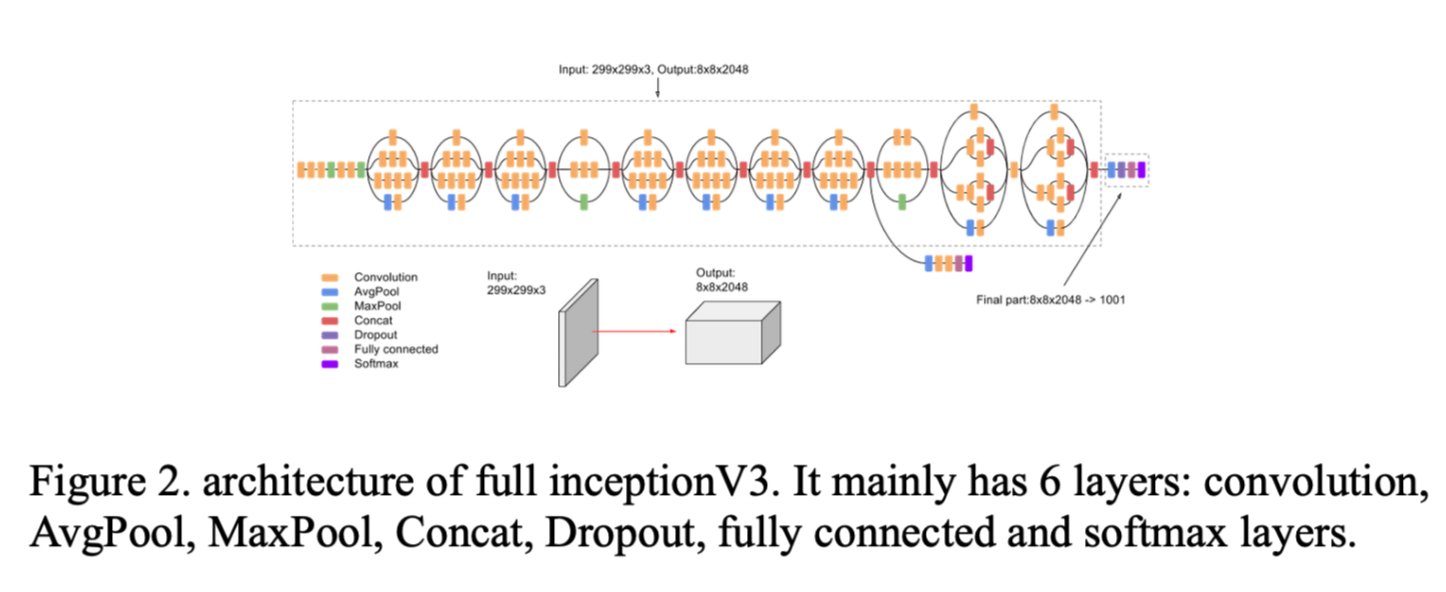 Input: 299x299x3, Output:8x8x2048
Convolution
AvgPool
MaxPool
Concat
Dropout
Fully connected
Softmax
Input:
299x299x3
Output:
8x8x2048
Final part:8x8x2048 -> 1001
Figure 2. architecture of full inceptionV3. It mainly has 6 layers: convolution,
AvgPool, MaxPool, Concat, Dropout, fully connected and softmax layers.